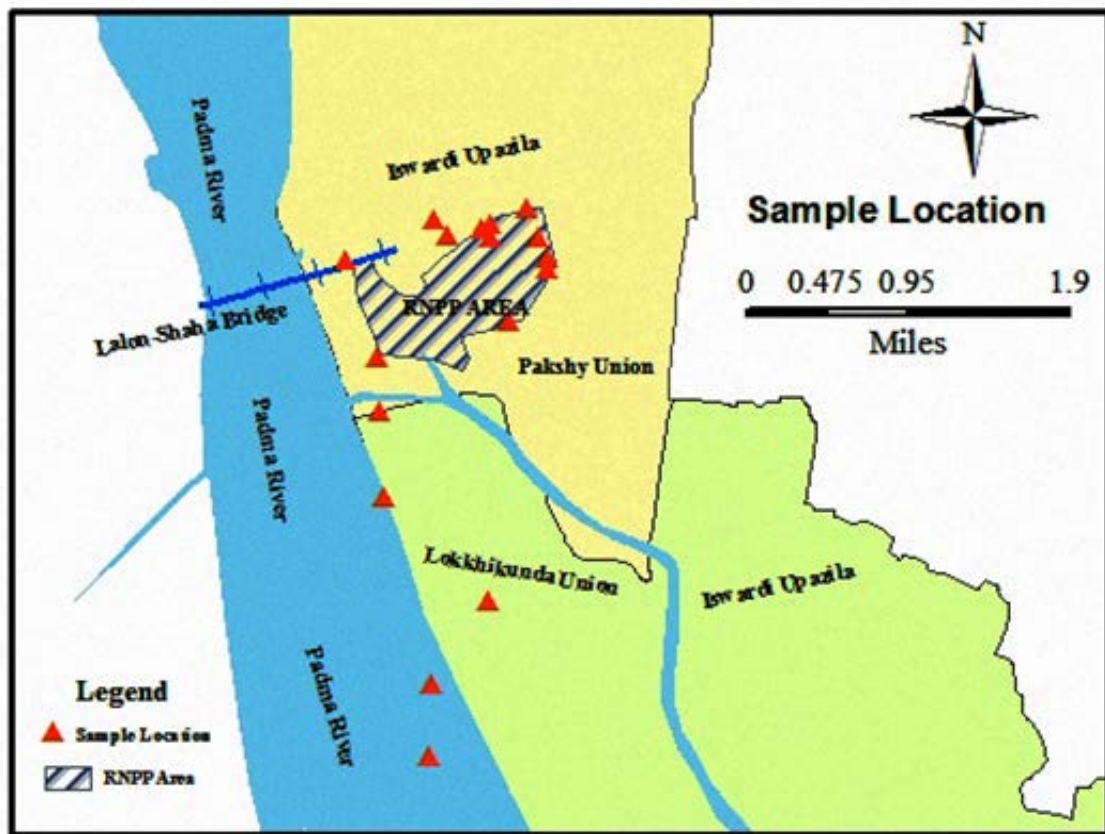 N
Sample Location
0 0.475 0.95 1.9
Miles
Padma River
Iswardi Upazila
Lalon-Shaha Bridge
RNPP AREA
Pakshy Union
Padma River
Lokkhikunda Union
Iswardi Upazila
Padma River
Legend
Sample Location
RNPP Area